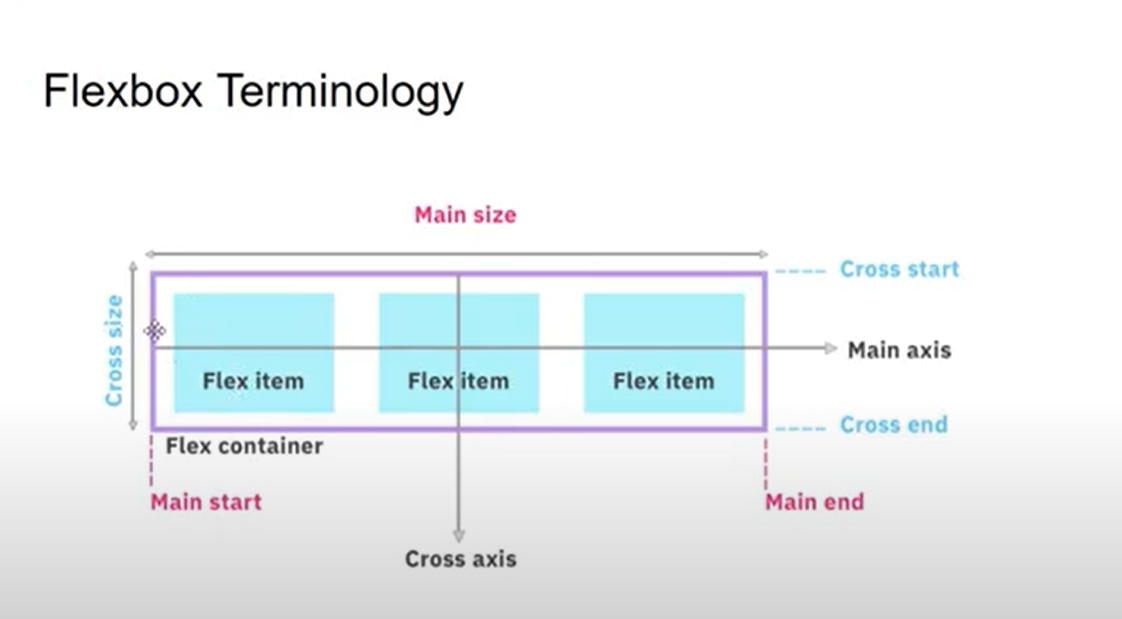 Flexbox Terminology
Main size
Cross start
Cross size
Main axis
Flex item
Flex item
Flex item
Cross end
Flex container
Main start
Main end
Cross axis